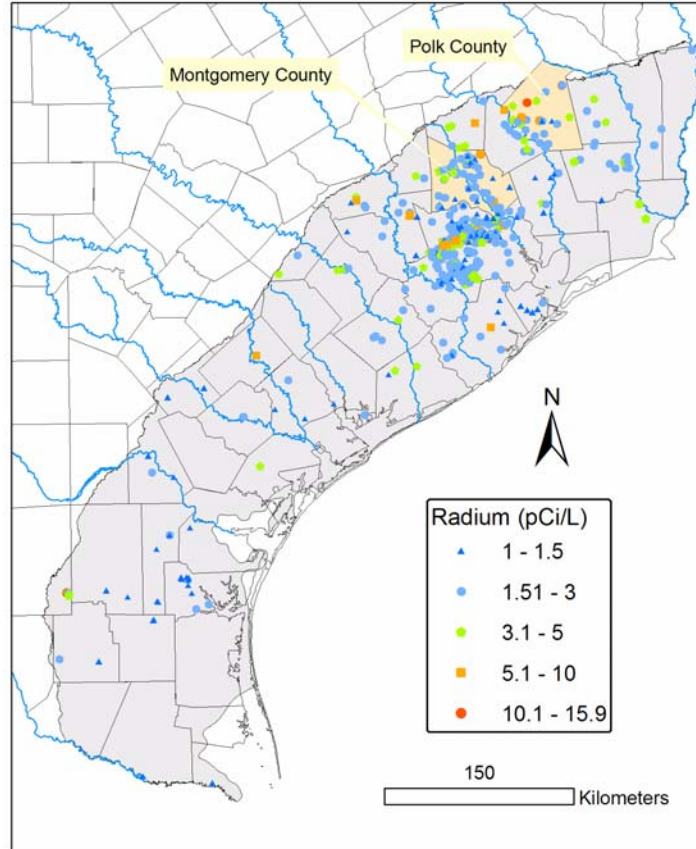 Polk County
Montgomery County
N
Radium (pCi/L)
1 - 1.5
1.51 - 3
3.1 - 5
5.1 - 10
10.1 - 15.9
150
Kilometers